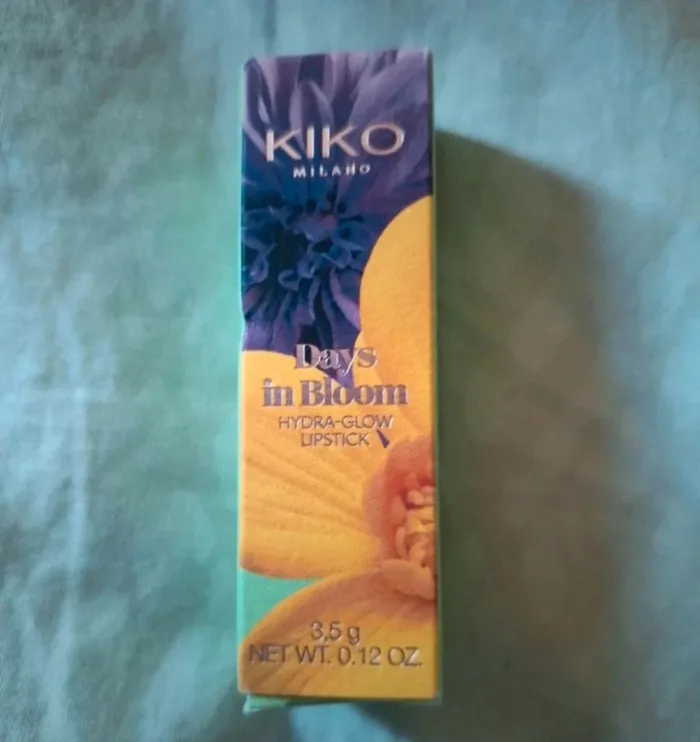 KIKO
MILANO
Days
in Bloom
HYDRA-GLOW
LIPSTICK
3,5 g
NET WT. 0.12 OZ.